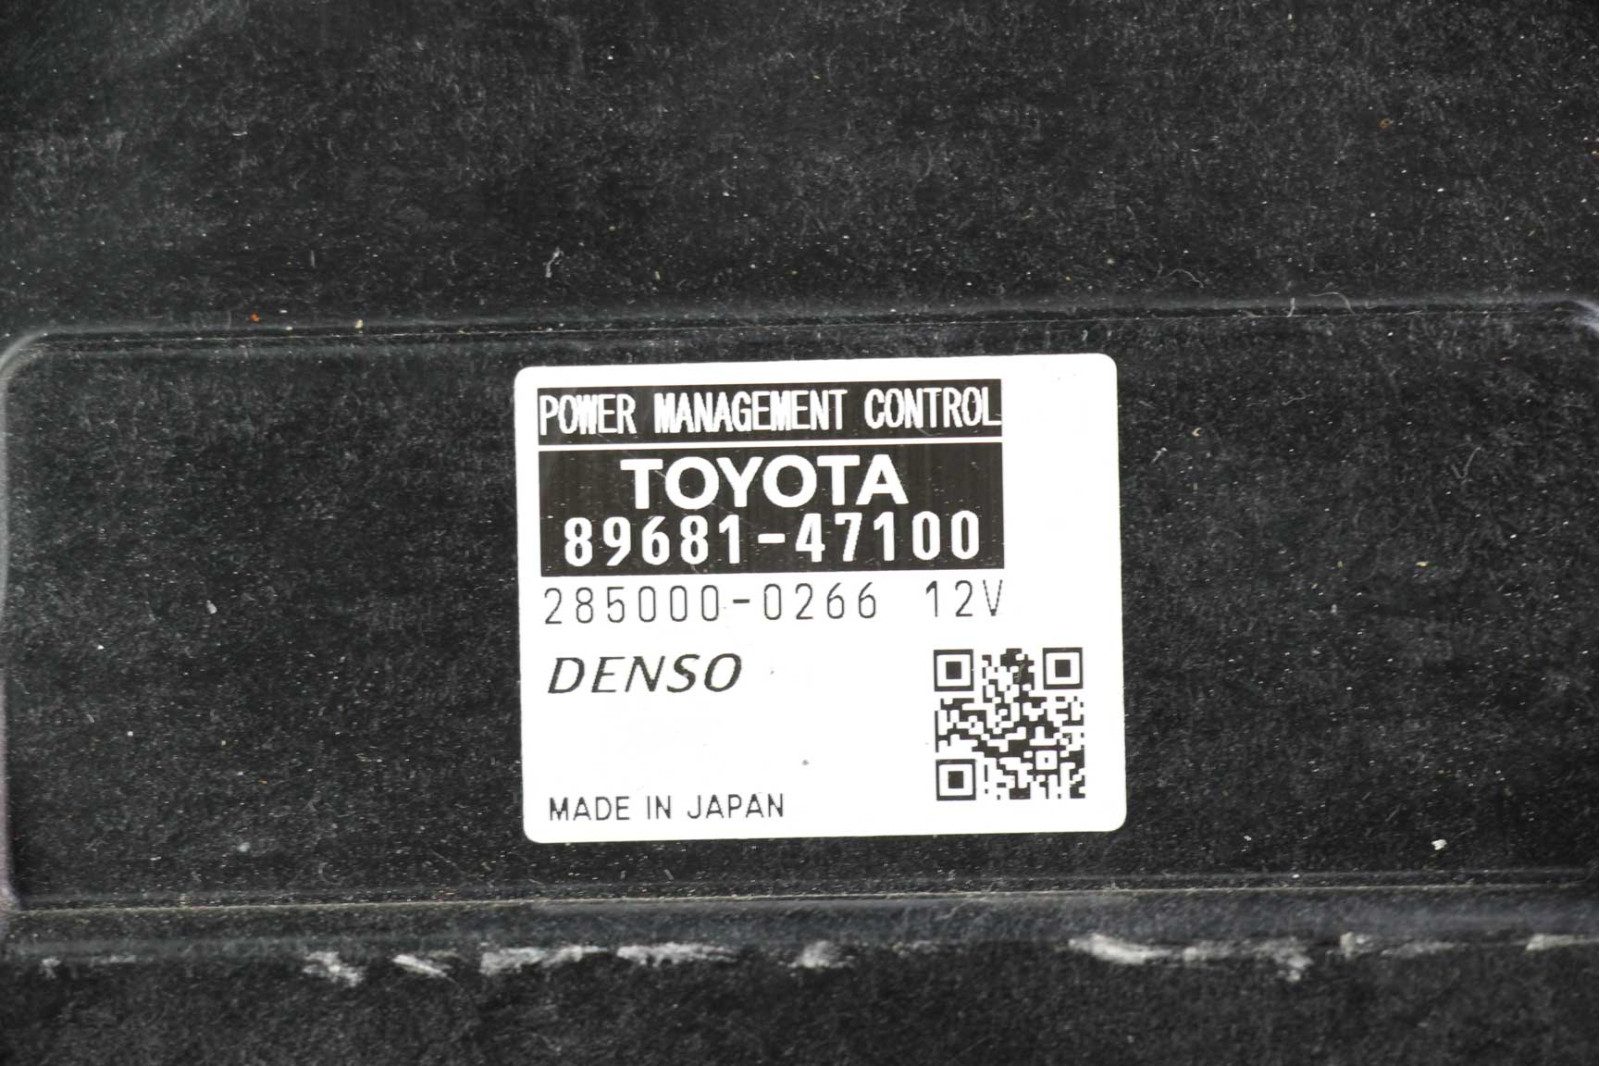 POWER MANAGEMENT CONTROL
TOYOTA
89681-47100
285000-0266 12V
DENSO
MADE IN JAPAN